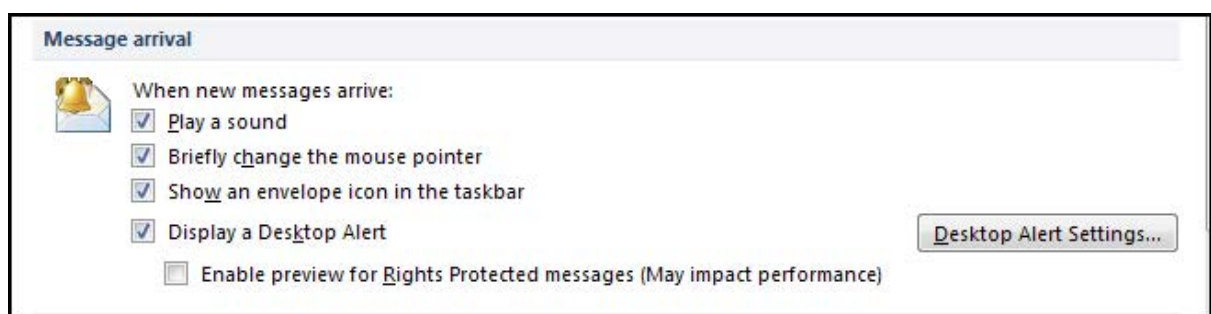 Message arrival
When new messages arrive:
Play a sound
Briefly change the mouse pointer
Show an envelope icon in the taskbar
Display a Desktop Alert
Desktop Alert Settings...
Enable preview for Rights Protected messages (May impact performance)